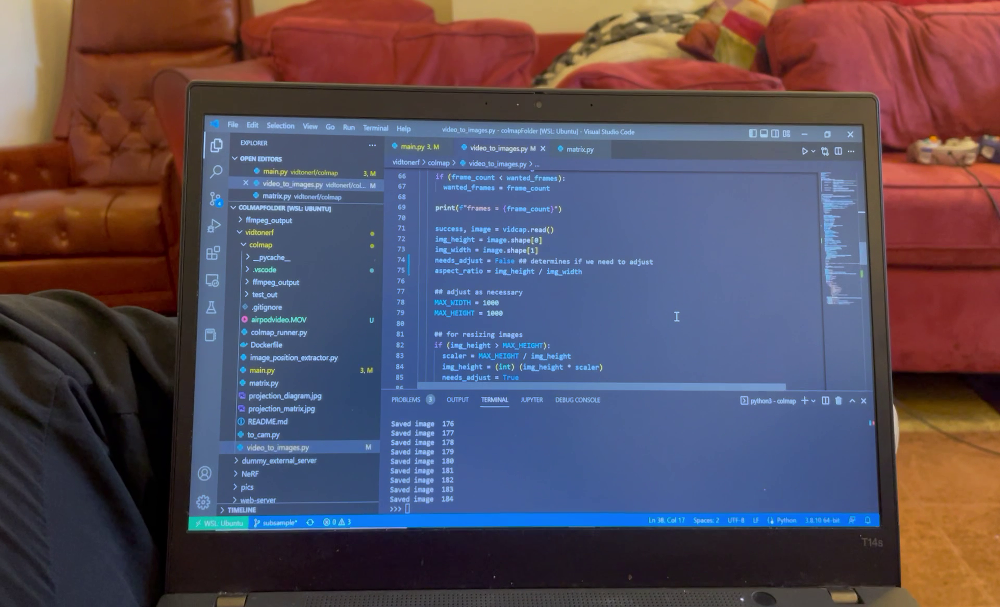 File Edit Selection View Go Run Terminal Help
video_to_images.py - colmapFolder [WSL: Ubuntu] - Visual Studio Code
EXPLORER
OPEN EDITORS
main.py vidtonerf/colmap 3, M
video_to_images.py vidtonerf/col... M
matrix.py vidtonerf/colmap
COLMAPFOLDER [WSL: UBUNTU]
ffmpeg_output
vidtonerf
colmap
__pycache__
.vscode
ffmpeg_output
test_out
.gitignore
airpodvideo.MOV U
colmap_runner.py
Dockerfile
image_position_extractor.py
main.py 3, M
matrix.py
projection_diagram.jpg
projection_matrix.jpg
README.md
to_cam.py
video_to_images.py M
dummy_external_server
NeRF
pics
web-server
TIMELINE
main.py 3, M
video_to_images.py M
matrix.py
vidtonerf > colmap > video_to_images.py > ...
66 if (frame_count < wanted_frames):
67 wanted_frames = frame_count
68
69 print(f"frames = {frame_count}")
70
71 success, image = vidcap.read()
72 img_height = image.shape[0]
73 img_width = image.shape[1]
74 needs_adjust = False ## determines if we need to adjust
75 aspect_ratio = img_height / img_width
76
77 ## adjust as necessary
78 MAX_WIDTH = 1000
79 MAX_HEIGHT = 1000
80
81 ## for resizing images
82 if (img_height > MAX_HEIGHT):
83 scaler = MAX_HEIGHT / img_height
84 img_height = (int) (img_height * scaler)
85 needs_adjust = True
86
PROBLEMS 3 OUTPUT TERMINAL JUPYTER DEBUG CONSOLE
python3 - colmap
Saved image 176
Saved image 177
Saved image 178
Saved image 179
Saved image 180
Saved image 181
Saved image 182
Saved image 183
Saved image 184
>>>
WSL: Ubuntu subsample* 0 3
Ln 38, Col 17 Spaces: 2 UTF-8 LF Python 3.8.10 64-bit
T14s